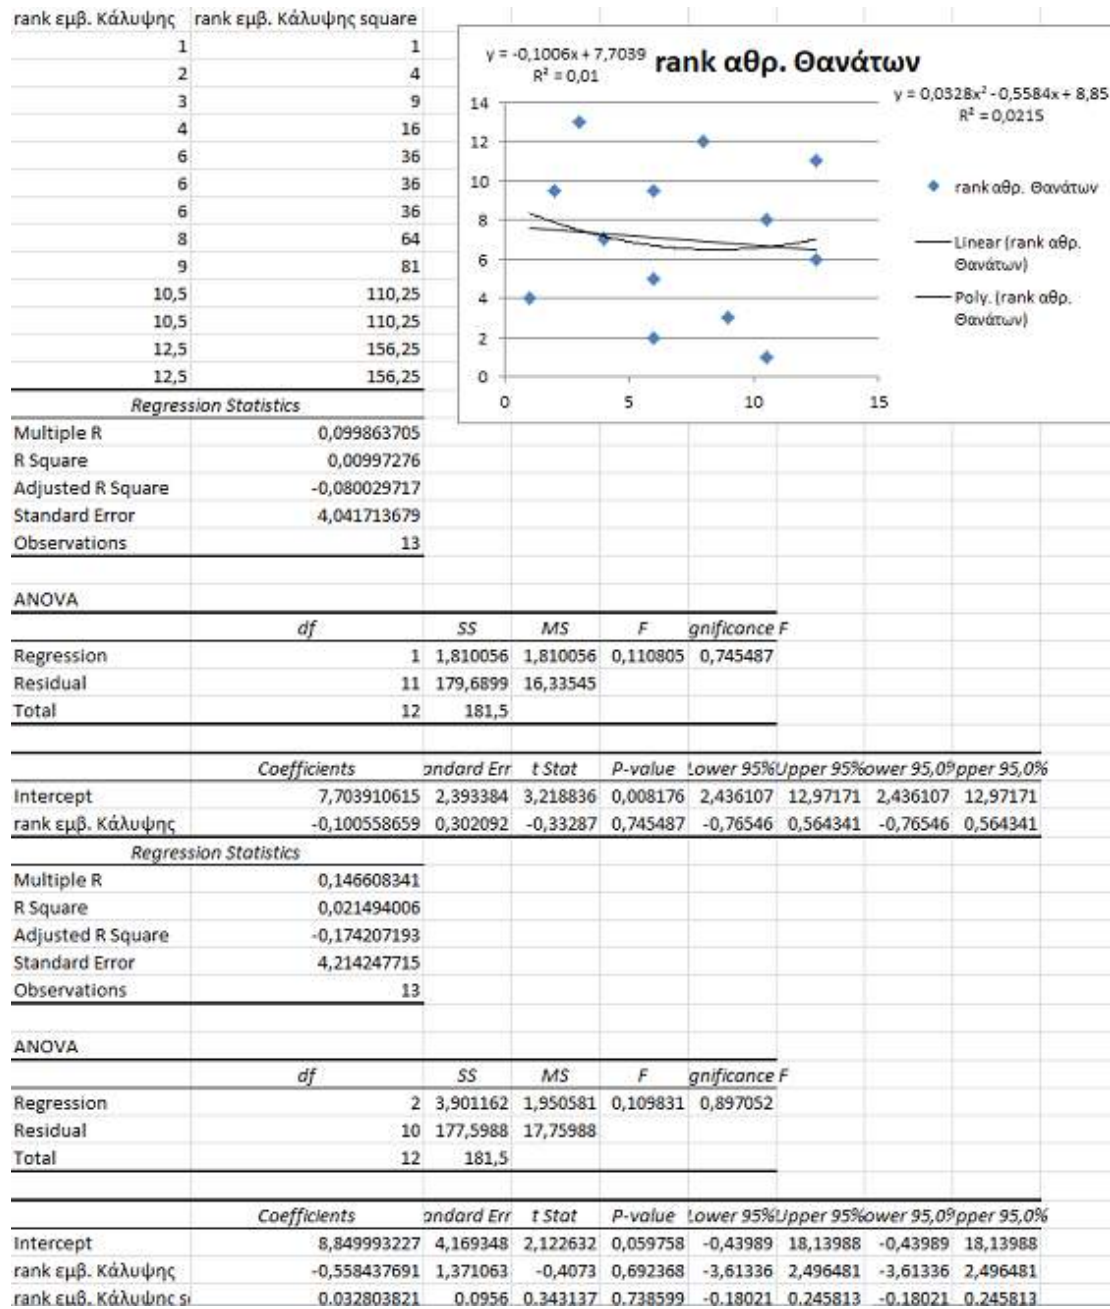 rank εμβ. Κάλυψης rank εμβ. Κάλυψης square
1 1
2 4
3 9
4 16
6 36
6 36
6 36
8 64
9 81
10,5 110,25
10,5 110,25
12,5 156,25
12,5 156,25
y = -0,1006x + 7,7039
R² = 0,01
rank αθρ. Θανάτων
y = 0,0328x² - 0,5584x + 8,85
R² = 0,0215
14
12
10
8
6
4
2
0
0 5 10 15
rank αθρ. Θανάτων
Linear (rank αθρ.
Θανάτων)
Poly. (rank αθρ.
Θανάτων)
Regression Statistics
Multiple R 0,099863705
R Square 0,00997276
Adjusted R Square -0,080029717
Standard Error 4,041713679
Observations 13
ANOVA
df SS MS F gnificance F
Regression 1 1,810056 1,810056 0,110805 0,745487
Residual 11 179,6899 16,33545
Total 12 181,5
Coefficients andard Err t Stat P-value Lower 95% Upper 95% ower 95,0% pper 95,0%
Intercept 7,703910615 2,393384 3,218836 0,008176 2,436107 12,97171 2,436107 12,97171
rank εμβ. Κάλυψης -0,100558659 0,302092 -0,33287 0,745487 -0,76546 0,564341 -0,76546 0,564341
Regression Statistics
Multiple R 0,146608341
R Square 0,021494006
Adjusted R Square -0,174207193
Standard Error 4,214247715
Observations 13
ANOVA
df SS MS F gnificance F
Regression 2 3,901162 1,950581 0,109831 0,897052
Residual 10 177,5988 17,75988
Total 12 181,5
Coefficients andard Err t Stat P-value Lower 95% Upper 95% ower 95,0% pper 95,0%
Intercept 8,849993227 4,169348 2,122632 0,059758 -0,43989 18,13988 -0,43989 18,13988
rank εμβ. Κάλυψης -0,558437691 1,371063 -0,4073 0,692368 -3,61336 2,496481 -3,61336 2,496481
rank εμβ. Κάλυψης s 0,032803821 0,0956 0,343137 0,738599 -0,18021 0,245813 -0,18021 0,245813